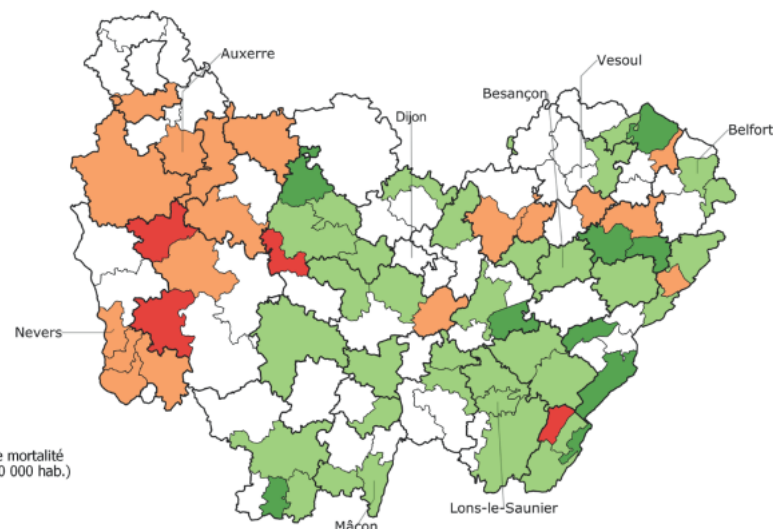 Auxerre
Vesoul
Besançon
Dijon
Belfort
Nevers
e mortalité
0 000 hab.)
Lons-le-Saunier
Mâcon